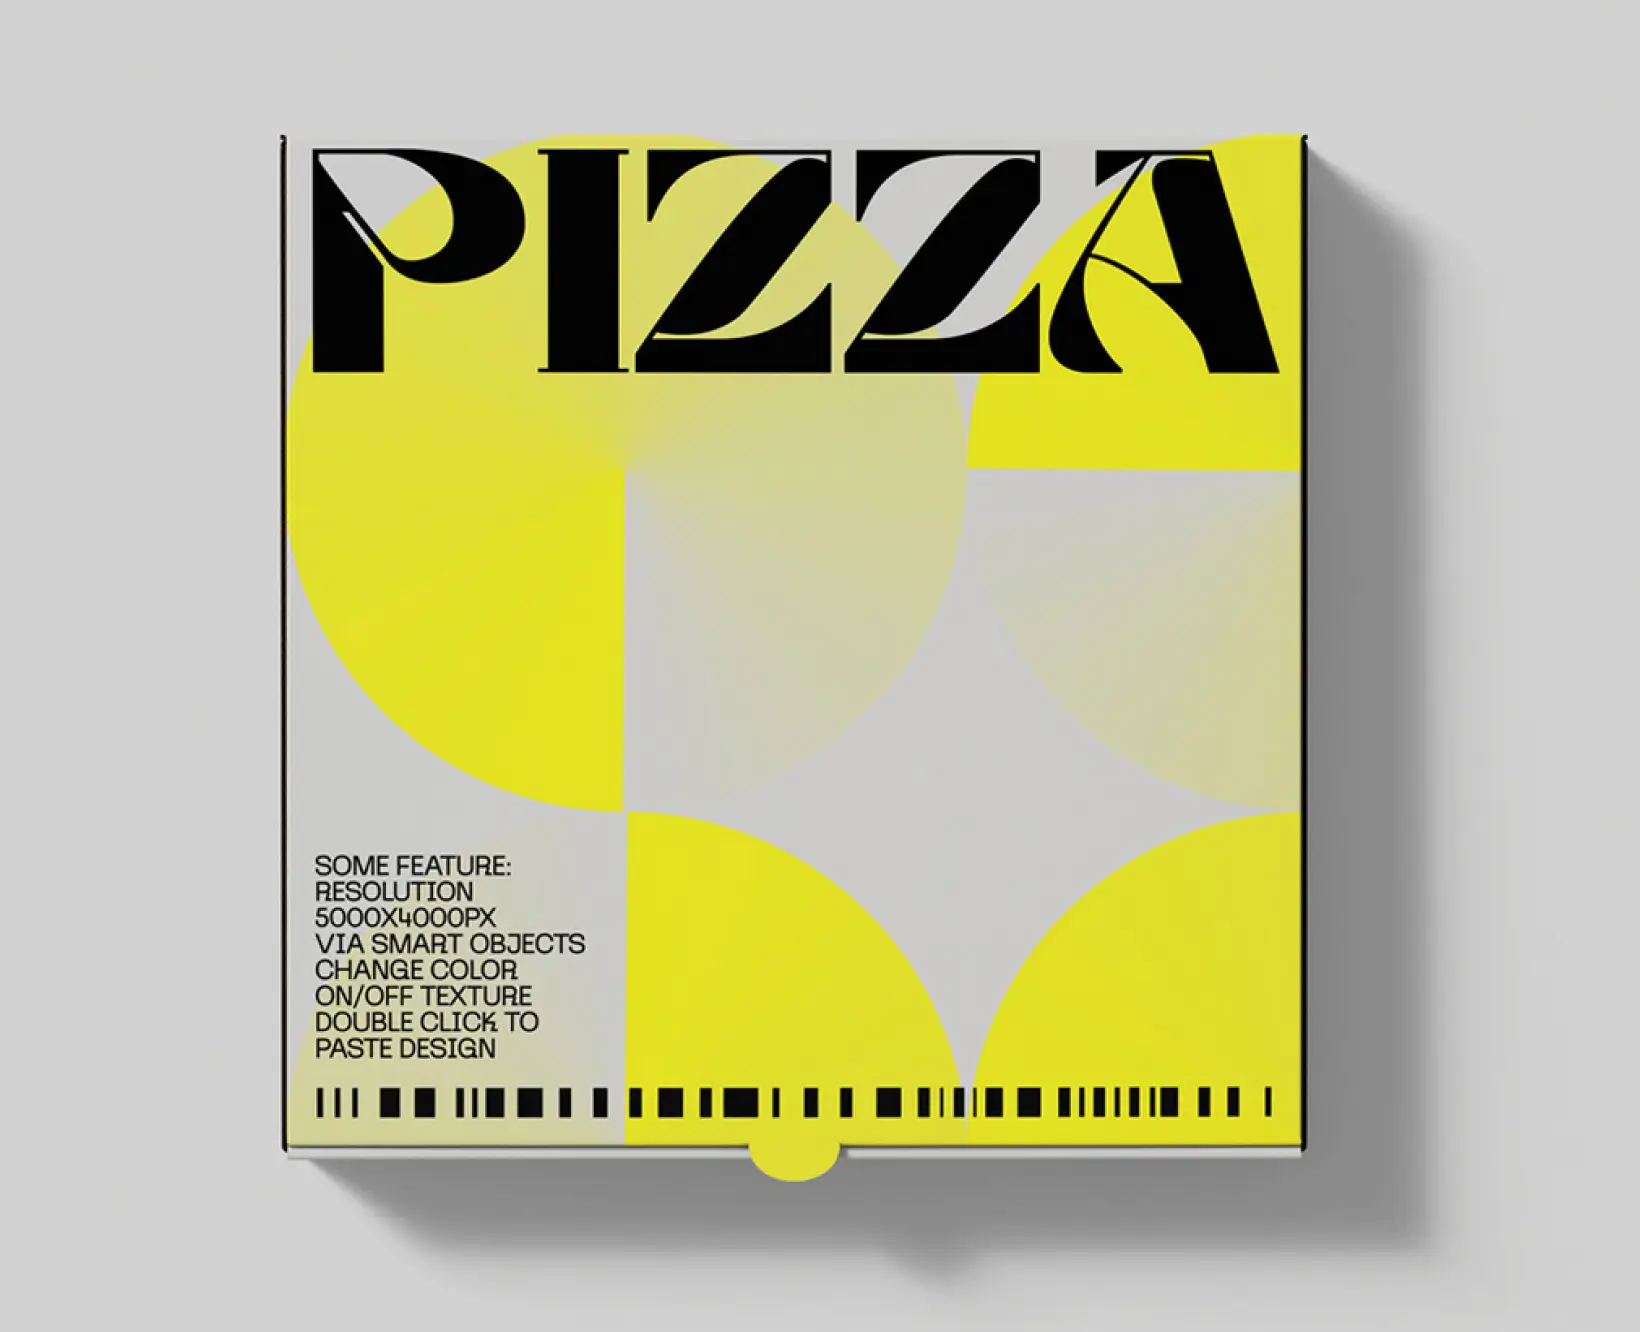 PIZZA
SOME FEATURE:
RESOLUTION
5000X4000PX
VIA SMART OBJECTS
CHANGE COLOR
ON/OFF TEXTURE
DOUBLE CLICK TO
PASTE DESIGN